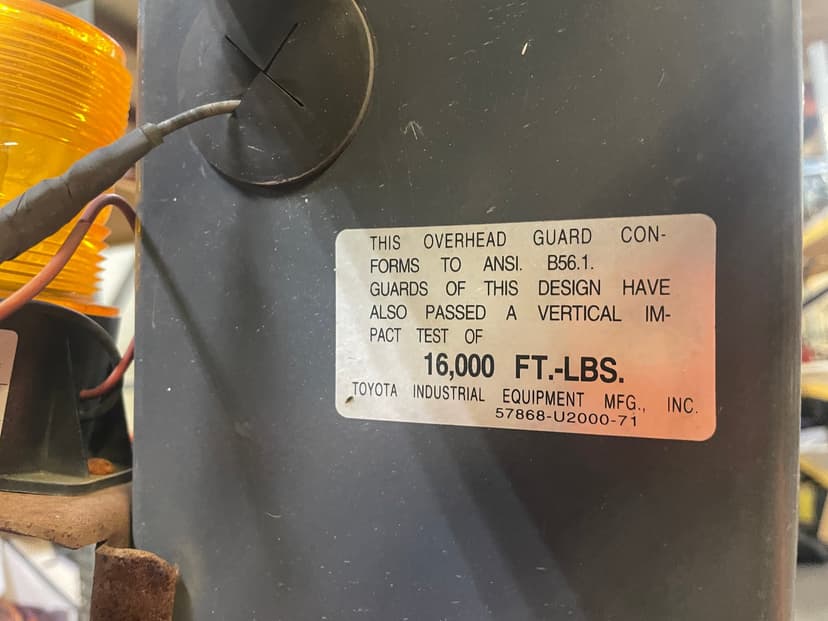 THIS OVERHEAD GUARD CON-
FORMS TO ANSI. B56.1.
GUARDS OF THIS DESIGN HAVE
ALSO PASSED A VERTICAL IM-
PACT TEST OF
16,000 FT.-LBS.
TOYOTA INDUSTRIAL EQUIPMENT MFG., INC.
57868-U2000-71